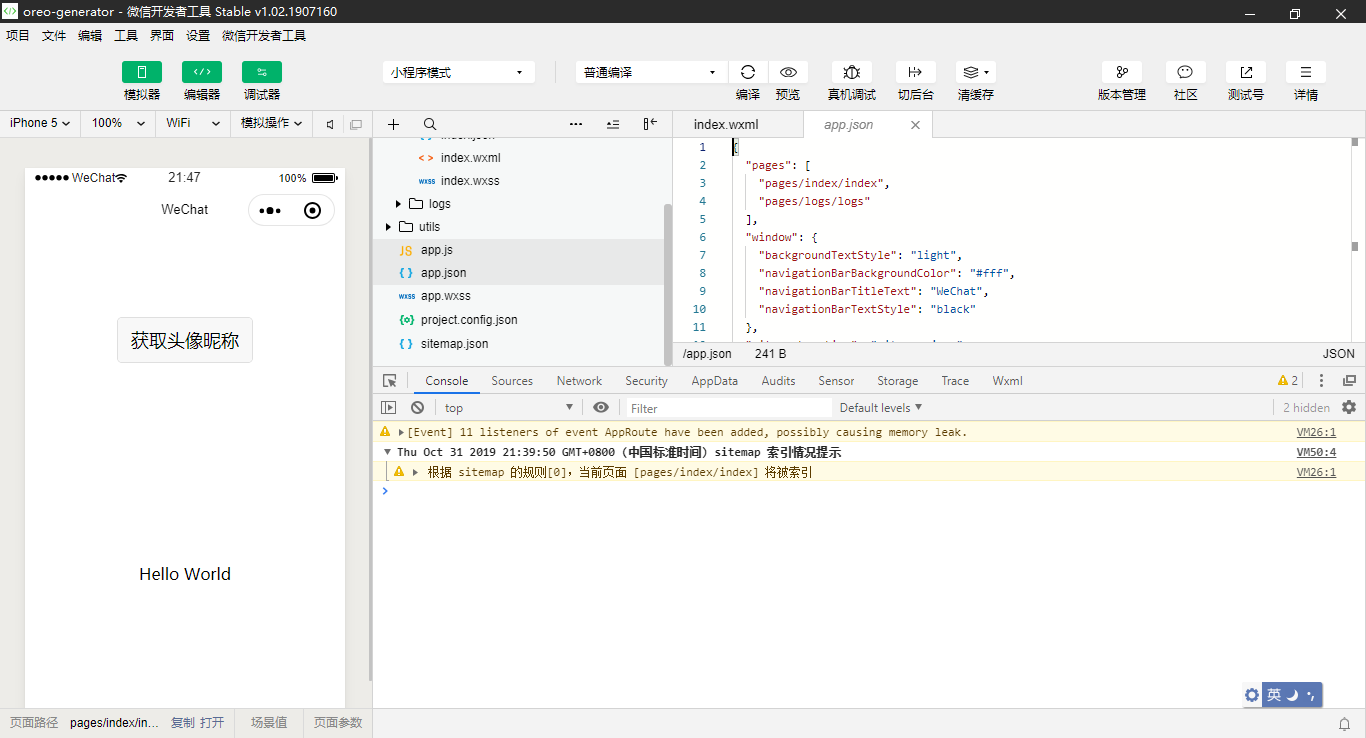 oreo-generator - 微信开发者工具 Stable v1.02.1907160
项目 文件 编辑 工具 界面 设置 微信开发者工具
模拟器 编辑器 调试器
小程序模式 普通编译
编译 预览 真机调试 切后台 清缓存
版本管理 社区 测试号 详情
iPhone 5 100% WiFi 模拟操作
WeChat 21:47 100%
WeChat
获取头像昵称
Hello World
页面路径 pages/index/in... 复制 打开 场景值 页面参数
index.json
<> index.wxml
wxss index.wxss
logs
utils
JS app.js
{ } app.json
wxss app.wxss
{o} project.config.json
{ } sitemap.json
index.wxml app.json
1 {
2 "pages": [
3 "pages/index/index",
4 "pages/logs/logs"
5 ],
6 "window": {
7 "backgroundTextStyle": "light",
8 "navigationBarBackgroundColor": "#fff",
9 "navigationBarTitleText": "WeChat",
10 "navigationBarTextStyle": "black"
11 },
/app.json 241 B JSON
Console Sources Network Security AppData Audits Sensor Storage Trace Wxml 2
top Filter Default levels 2 hidden
[Event] 11 listeners of event AppRoute have been added, possibly causing memory leak. VM26:1
Thu Oct 31 2019 21:39:50 GMT+0800 (中国标准时间) sitemap 索引情况提示 VM50:4
根据 sitemap 的规则[0]，当前页面 [pages/index/index] 将被索引 VM26:1
英